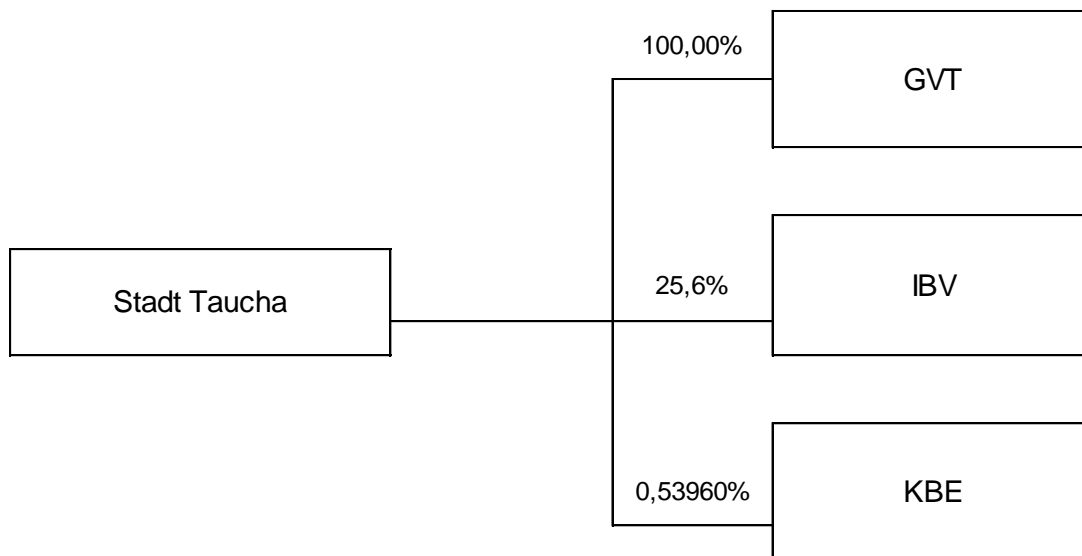 100,00%
GVT
Stadt Taucha
25,6%
IBV
0,53960%
KBE